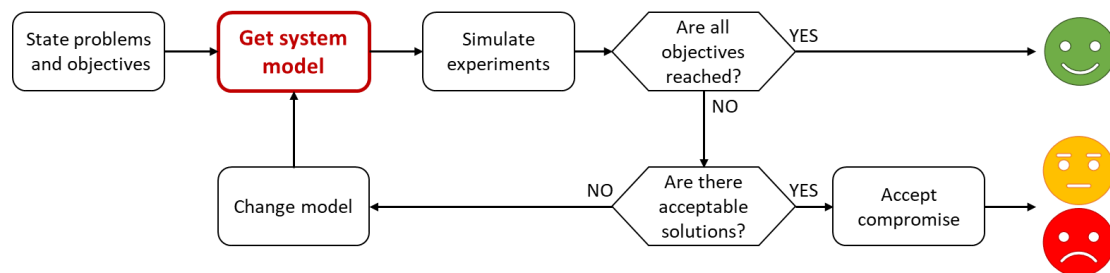 State problems
and objectives
Get system
model
Simulate
experiments
Are all
objectives
reached?
YES
NO
Change model
NO
Are there
acceptable
solutions?
YES
Accept
compromise